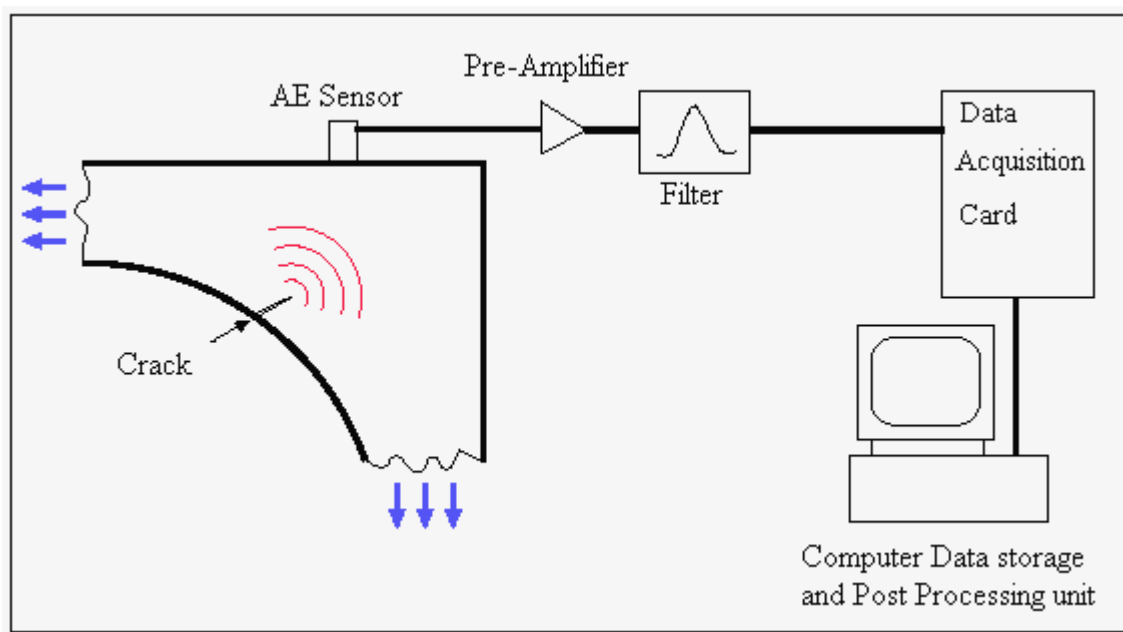 Pre-Amplifier
AE Sensor
Filter
Data
Acquisition
Card
Crack
Computer Data storage
and Post Processing unit